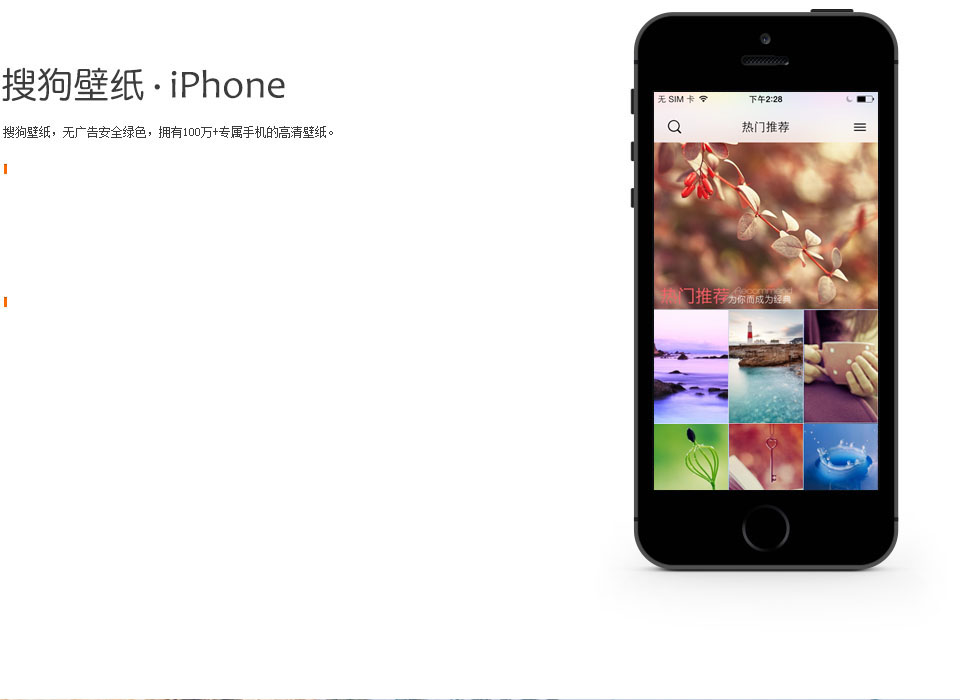 搜狗壁纸·iPhone
搜狗壁纸，无广告安全绿色，拥有100万+专属手机的高清壁纸。
无 SIM 卡
下午2:28
热门推荐
热门推荐
Recommend
为你而成为经典